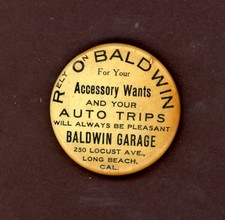 RELY ON BALDWIN
For Your
Accessory Wants
AND YOUR
AUTO TRIPS
WILL ALWAYS BE PLEASANT
BALDWIN GARAGE
250 LOCUST AVE.,
LONG BEACH,
CAL.